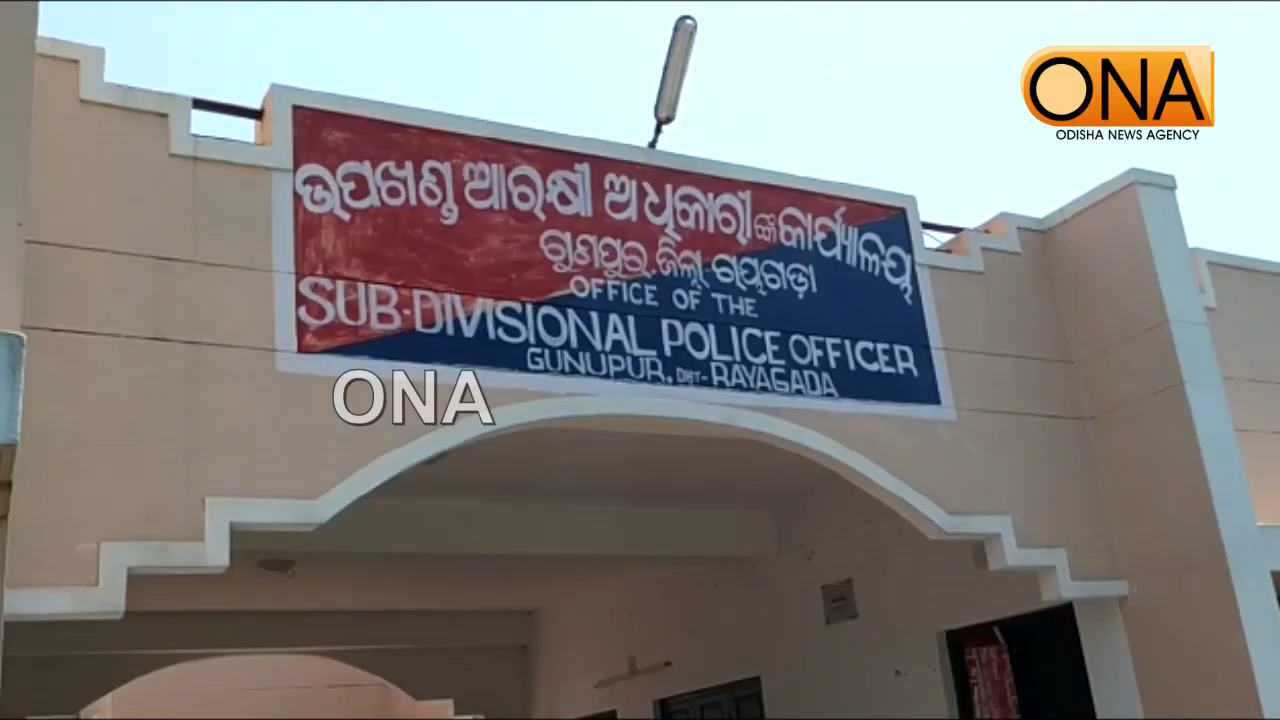 ONA
ODISHA NEWS AGENCY
ଉପଖଣ୍ଡ ଆରକ୍ଷୀ ଅଧିକାରୀଙ୍କ କାର୍ଯ୍ୟାଳୟ
ଗୁଣପୁର.ଜିଲ୍ଲା ରାୟଗଡ଼ା
OFFICE OF THE
SUB-DIVISIONAL POLICE OFFICER
GUNUPUR, DIST-RAYAGADA
ONA